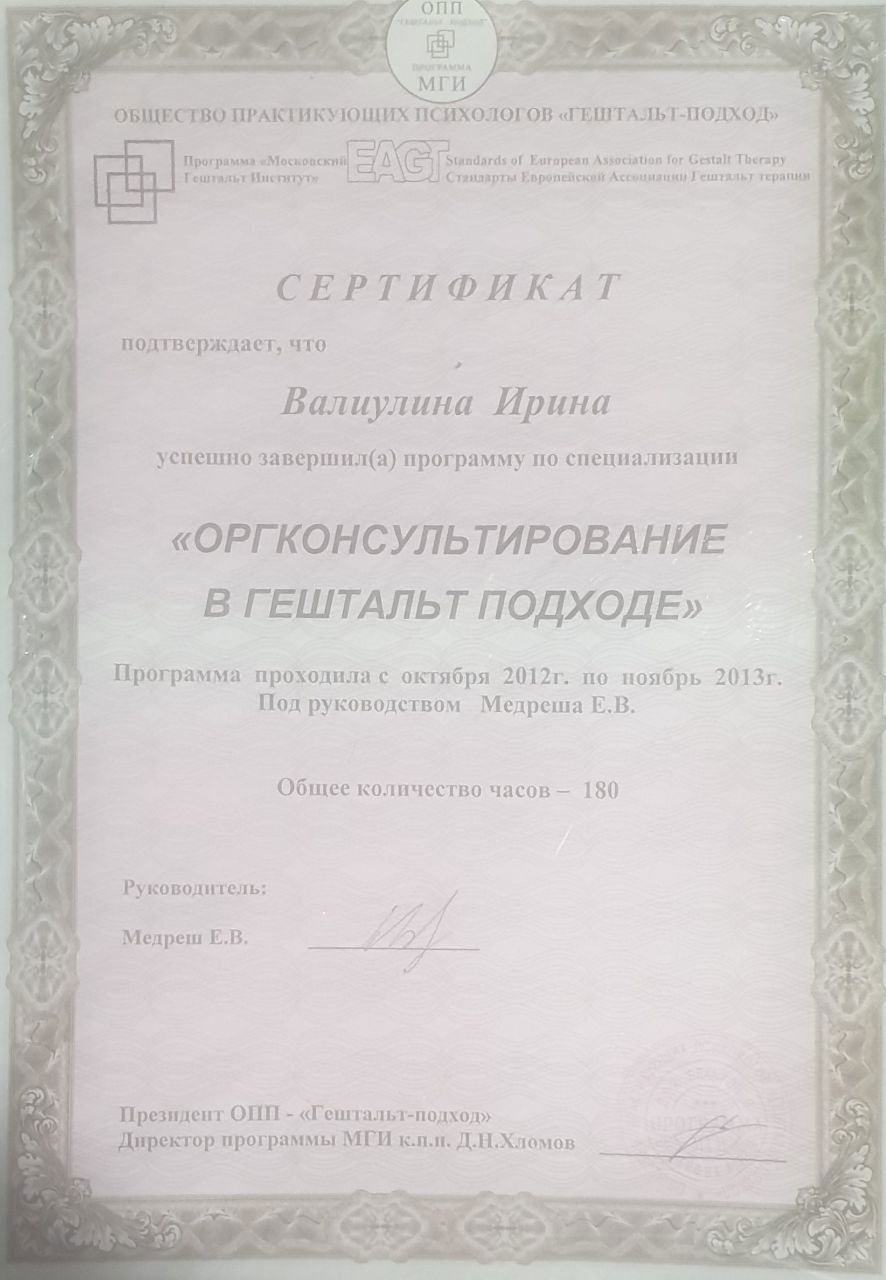 ОПП
"ГЕШТАЛЬТ - ПОДХОД"
ПРОГРАММА
МГИ
ОБЩЕСТВО ПРАКТИКУЮЩИХ ПСИХОЛОГОВ «ГЕШТАЛЬТ-ПОДХОД»
Программа «Московский
Гештальт Институт»
EAGT
Standards of European Association for Gestalt Therapy
Стандарты Европейской Ассоциации Гештальт терапии
СЕРТИФИКАТ
подтверждает, что
Валиулина Ирина
успешно завершил(а) программу по специализации
«ОРГКОНСУЛЬТИРОВАНИЕ
В ГЕШТАЛЬТ ПОДХОДЕ»
Программа проходила с октября 2012г. по ноябрь 2013г.
Под руководством Медреша Е.В.
Общее количество часов – 180
Руководитель:
Медреш Е.В.
Президент ОПП - «Гештальт-подход»
Директор программы МГИ к.п.н. Д.Н.Хломов